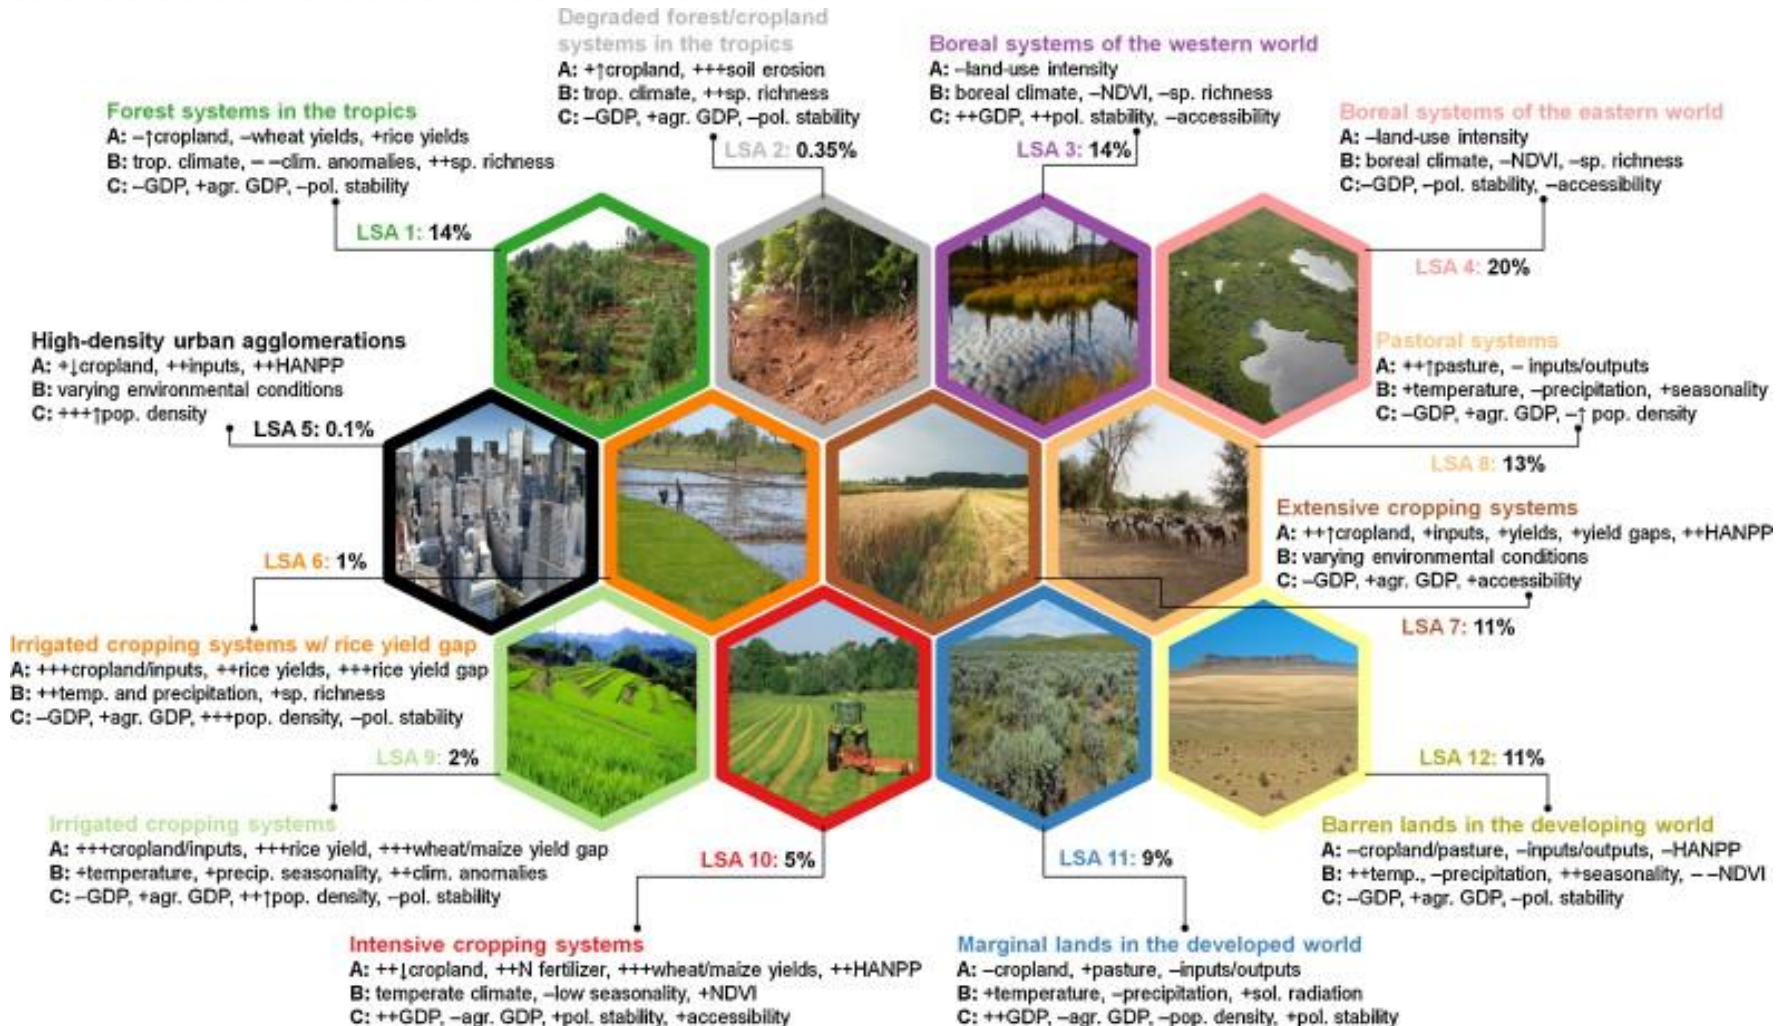 Degraded forest/cropland
systems in the tropics
A: +↑cropland, +++soil erosion
B: trop. climate, ++sp. richness
C: –GDP, +agr. GDP, –pol. stability
LSA 2: 0.35%
Boreal systems of the western world
A: –land-use intensity
B: boreal climate, –NDVI, –sp. richness
C: ++GDP, ++pol. stability, –accessibility
LSA 3: 14%
Forest systems in the tropics
A: –↑cropland, –wheat yields, +rice yields
B: trop. climate, – –clim. anomalies, ++sp. richness
C: –GDP, +agr. GDP, –pol. stability
LSA 1: 14%
Boreal systems of the eastern world
A: –land-use intensity
B: boreal climate, –NDVI, –sp. richness
C:–GDP, –pol. stability, –accessibility
LSA 4: 20%
High-density urban agglomerations
A: +↓cropland, ++inputs, ++HANPP
B: varying environmental conditions
C: +++↑pop. density
LSA 5: 0.1%
Pastoral systems
A: ++↑pasture, – inputs/outputs
B: +temperature, –precipitation, +seasonality
C: –GDP, +agr. GDP, –↑ pop. density
LSA 8: 13%
Extensive cropping systems
A: ++↑cropland, +inputs, +yields, +yield gaps, ++HANPP
B: varying environmental conditions
C: –GDP, +agr. GDP, +accessibility
LSA 7: 11%
LSA 6: 1%
Irrigated cropping systems w/ rice yield gap
A: +++cropland/inputs, ++rice yields, +++rice yield gap
B: ++temp. and precipitation, +sp. richness
C: –GDP, +agr. GDP, +++pop. density, –pol. stability
LSA 9: 2%
Irrigated cropping systems
A: +++cropland/inputs, +++rice yield, +++wheat/maize yield gap
B: +temperature, +precip. seasonality, ++clim. anomalies
C: –GDP, +agr. GDP, ++↑pop. density, –pol. stability
LSA 12: 11%
Barren lands in the developing world
A: –cropland/pasture, –inputs/outputs, –HANPP
B: ++temp., –precipitation, ++seasonality, – –NDVI
C: –GDP, +agr. GDP, –pol. stability
LSA 10: 5%
Intensive cropping systems
A: ++↓cropland, ++N fertilizer, +++wheat/maize yields, ++HANPP
B: temperate climate, –low seasonality, +NDVI
C: ++GDP, –agr. GDP, +pol. stability, +accessibility
LSA 11: 9%
Marginal lands in the developed world
A: –cropland, +pasture, –inputs/outputs
B: +temperature, –precipitation, +sol. radiation
C: ++GDP, –agr. GDP, –pop. density, +pol. stability